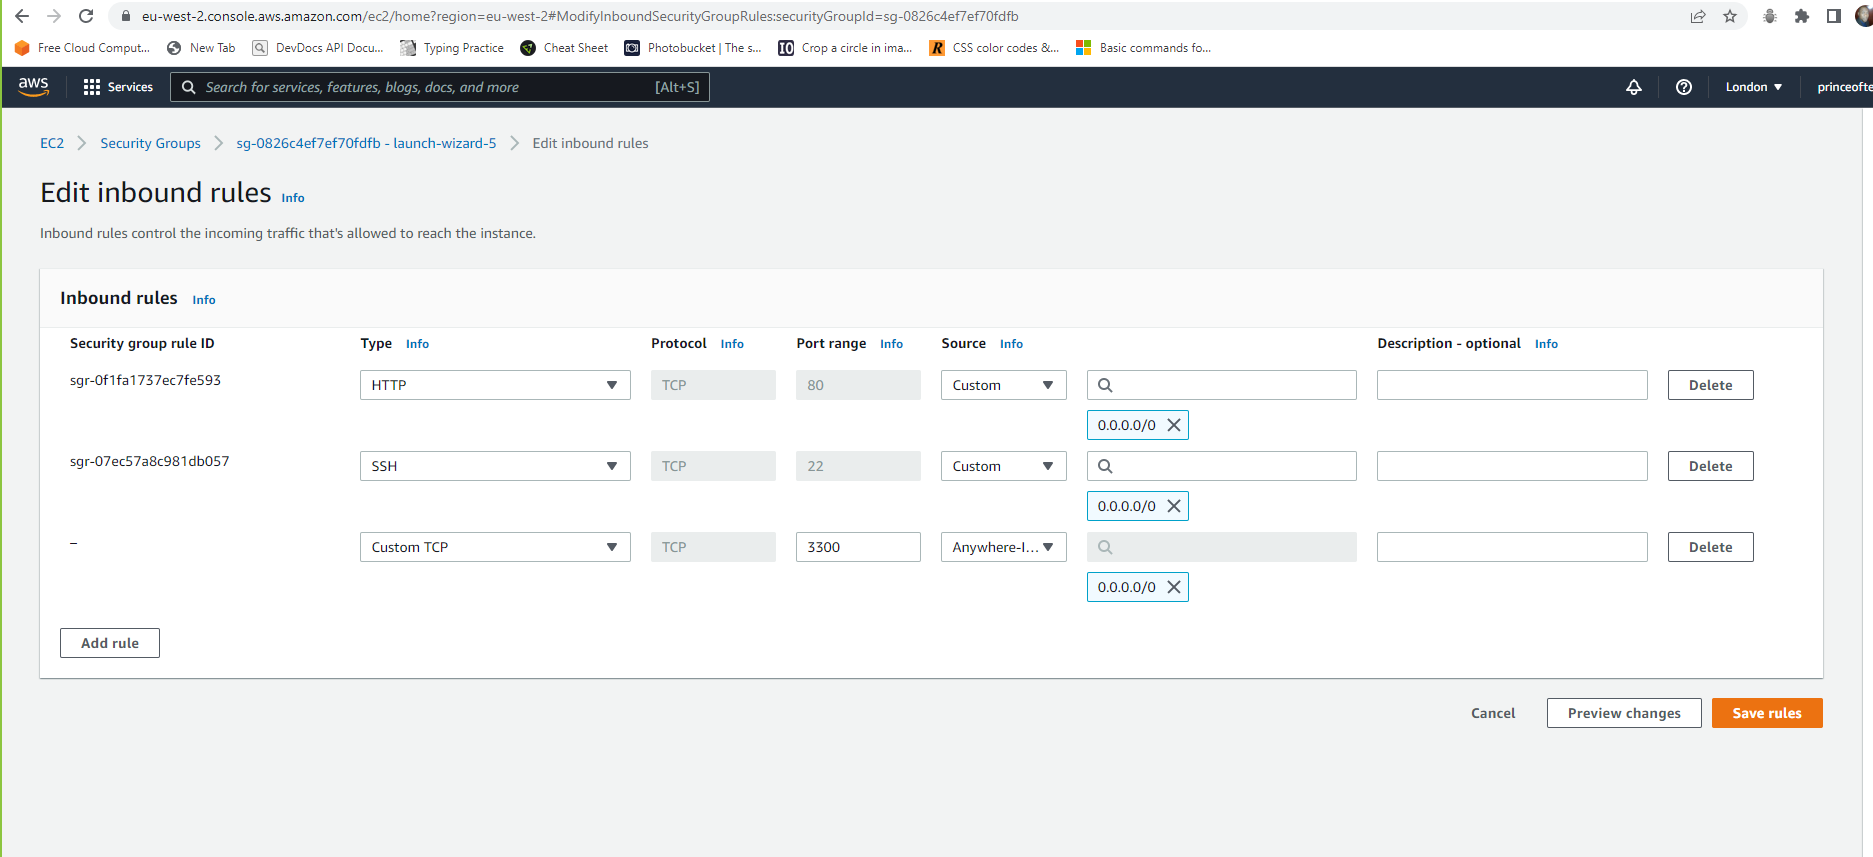 eu-west-2.console.aws.amazon.com/ec2/home?region=eu-west-2#ModifyInboundSecurityGroupRules:securityGroupId=sg-0826c4ef7ef70fdfb
Free Cloud Comput... New Tab DevDocs API Docu... Typing Practice Cheat Sheet Photobucket | The s... Crop a circle in ima... CSS color codes &... Basic commands fo...
aws Services Search for services, features, blogs, docs, and more [Alt+S] London princeofte
EC2 Security Groups sg-0826c4ef7ef70fdfb - launch-wizard-5 Edit inbound rules
Edit inbound rules Info
Inbound rules control the incoming traffic that's allowed to reach the instance.
Inbound rules Info
Security group rule ID Type Info Protocol Info Port range Info Source Info Description - optional Info
sgr-0f1fa1737ec7fe593 HTTP TCP 80 Custom Delete
0.0.0.0/0
sgr-07ec57a8c981db057 SSH TCP 22 Custom Delete
0.0.0.0/0
– Custom TCP TCP 3300 Anywhere-I... Delete
0.0.0.0/0
Add rule
Cancel Preview changes Save rules